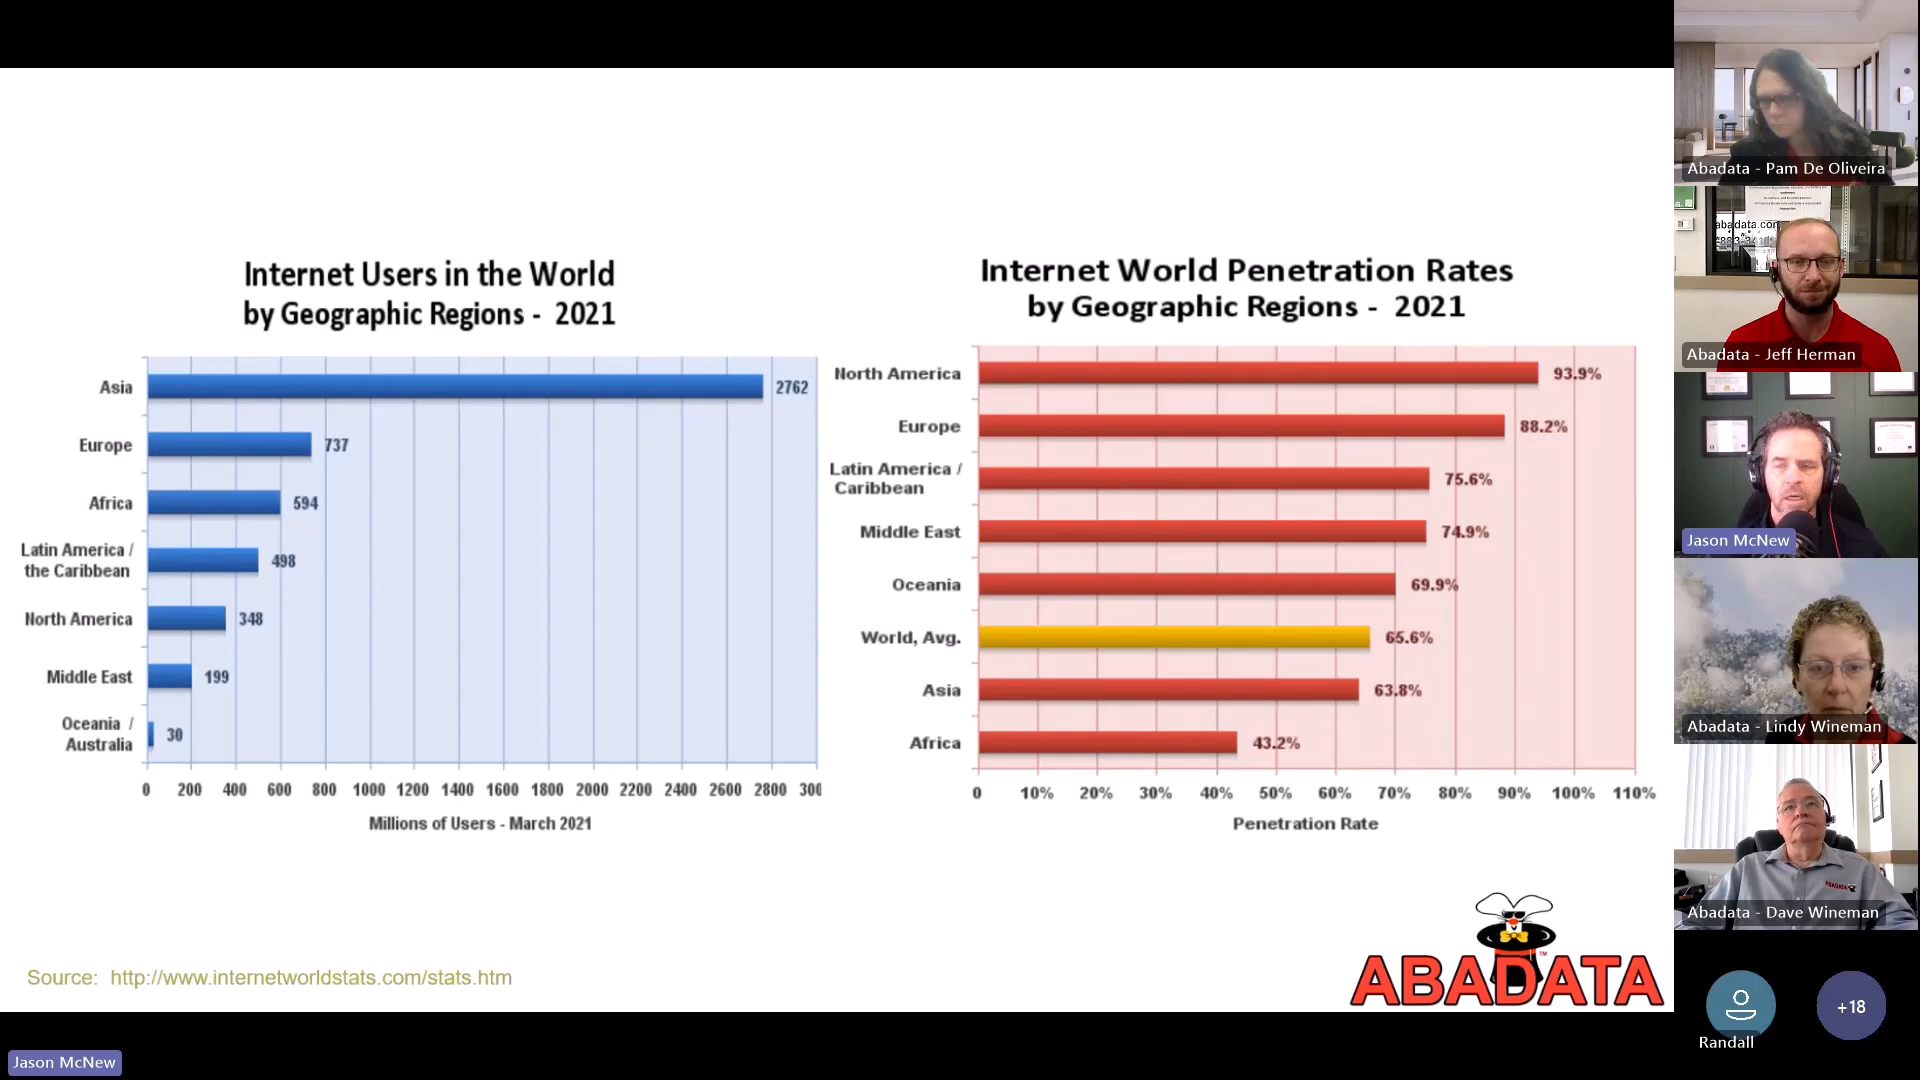 Internet Users in the World
by Geographic Regions - 2021
Asia
2762
Europe
737
Africa
594
Latin America /
the Caribbean
498
North America
348
Middle East
199
Oceania /
Australia
30
0 200 400 600 800 1000 1200 1400 1600 1800 2000 2200 2400 2600 2800 300
Millions of Users - March 2021
Internet World Penetration Rates
by Geographic Regions - 2021
North America
93.9%
Europe
88.2%
Latin America /
Caribbean
75.6%
Middle East
74.9%
Oceania
69.9%
World, Avg.
65.6%
Asia
63.8%
Africa
43.2%
0 10% 20% 30% 40% 50% 60% 70% 80% 90% 100% 110%
Penetration Rate
Source: http://www.internetworldstats.com/stats.htm
ABADATA
TM
Jason McNew
Abadata - Pam De Oliveira
abadata.com
Abadata - Jeff Herman
Jason McNew
Abadata - Lindy Wineman
ABADATA
Abadata - Dave Wineman
Randall
+18